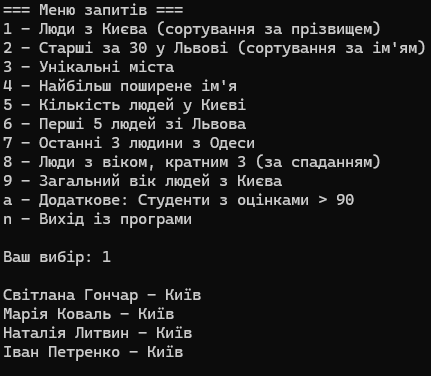 === Меню запитів ===
1 – Люди з Києва (сортування за прізвищем)
2 – Старші за 30 у Львові (сортування за ім'ям)
3 – Унікальні міста
4 – Найбільш поширене ім'я
5 – Кількість людей у Києві
6 – Перші 5 людей зі Львова
7 – Останні 3 людини з Одеси
8 – Люди з віком, кратним 3 (за спаданням)
9 – Загальний вік людей з Києва
a – Додаткове: Студенти з оцінками > 90
n – Вихід із програми
Ваш вибір: 1
Світлана Гончар – Київ
Марія Коваль – Київ
Наталія Литвин – Київ
Іван Петренко – Київ